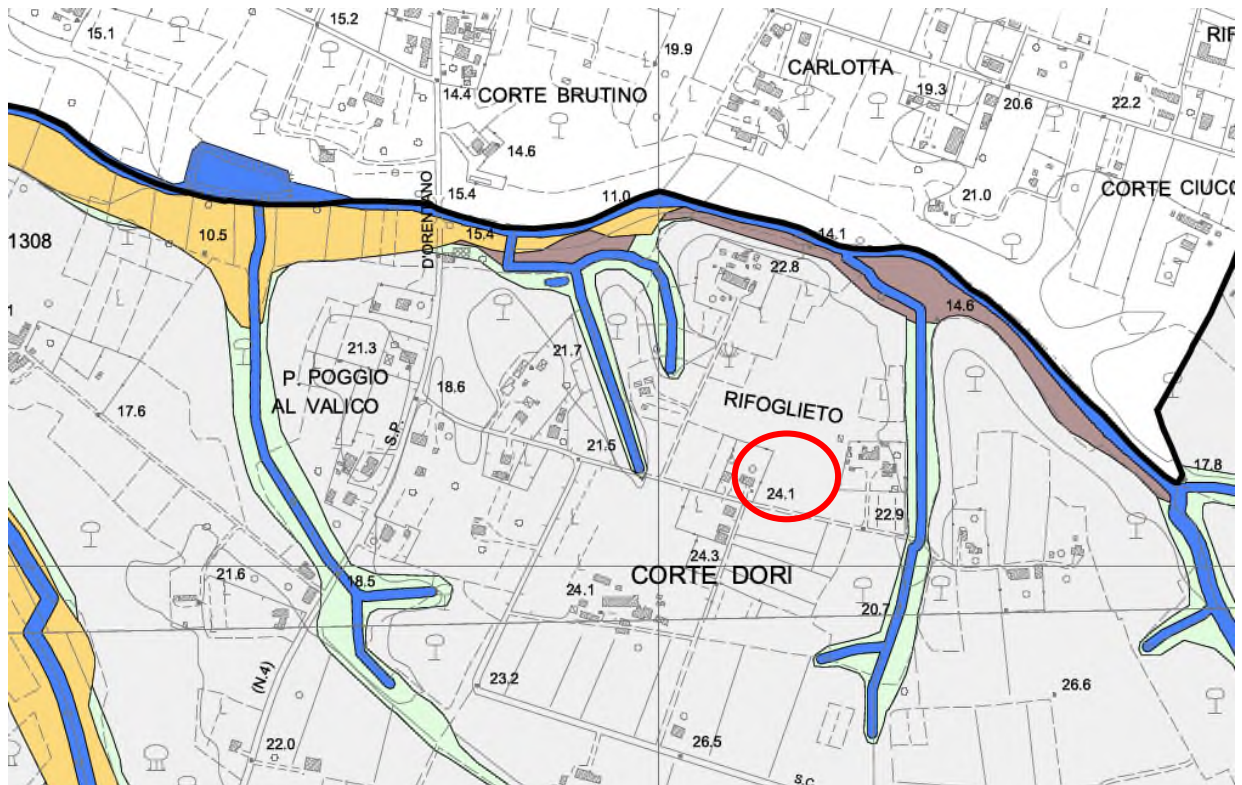 15.2
15.1
RIF
19.9
CARLOTTA
14.4
CORTE BRUTINO
19.3
20.6
22.2
14.6
15.4
11.0
21.0
CORTE CIUCC
D'ORENTANO
1308
10.5
15.4
14.1
22.8
14.6
21.3
21.7
P. POGGIO
AL VALICO
18.6
RIFOGLIETO
17.6
S.P.
21.5
17.8
24.1
22.9
24.3
21.6
18.5
24.1
CORTE DORI
20.7
23.2
26.6
(N.4)
22.0
26.5
S.C.